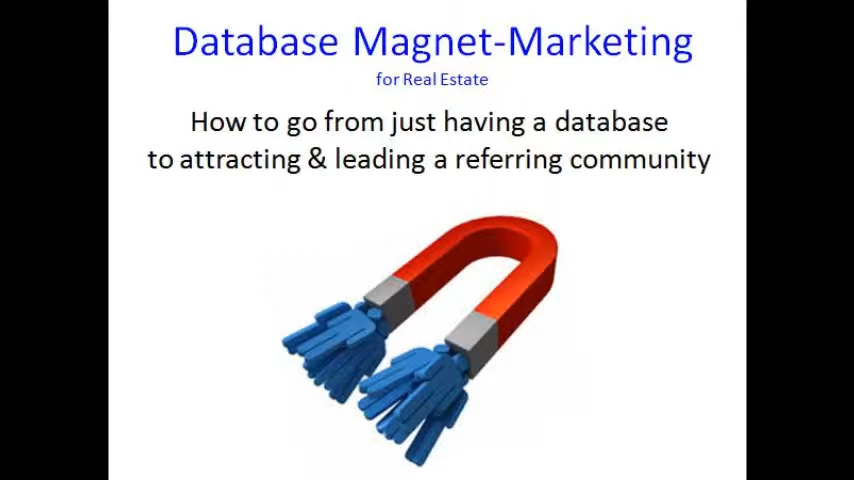 Database Magnet-Marketing
for Real Estate
How to go from just having a database
to attracting & leading a referring community